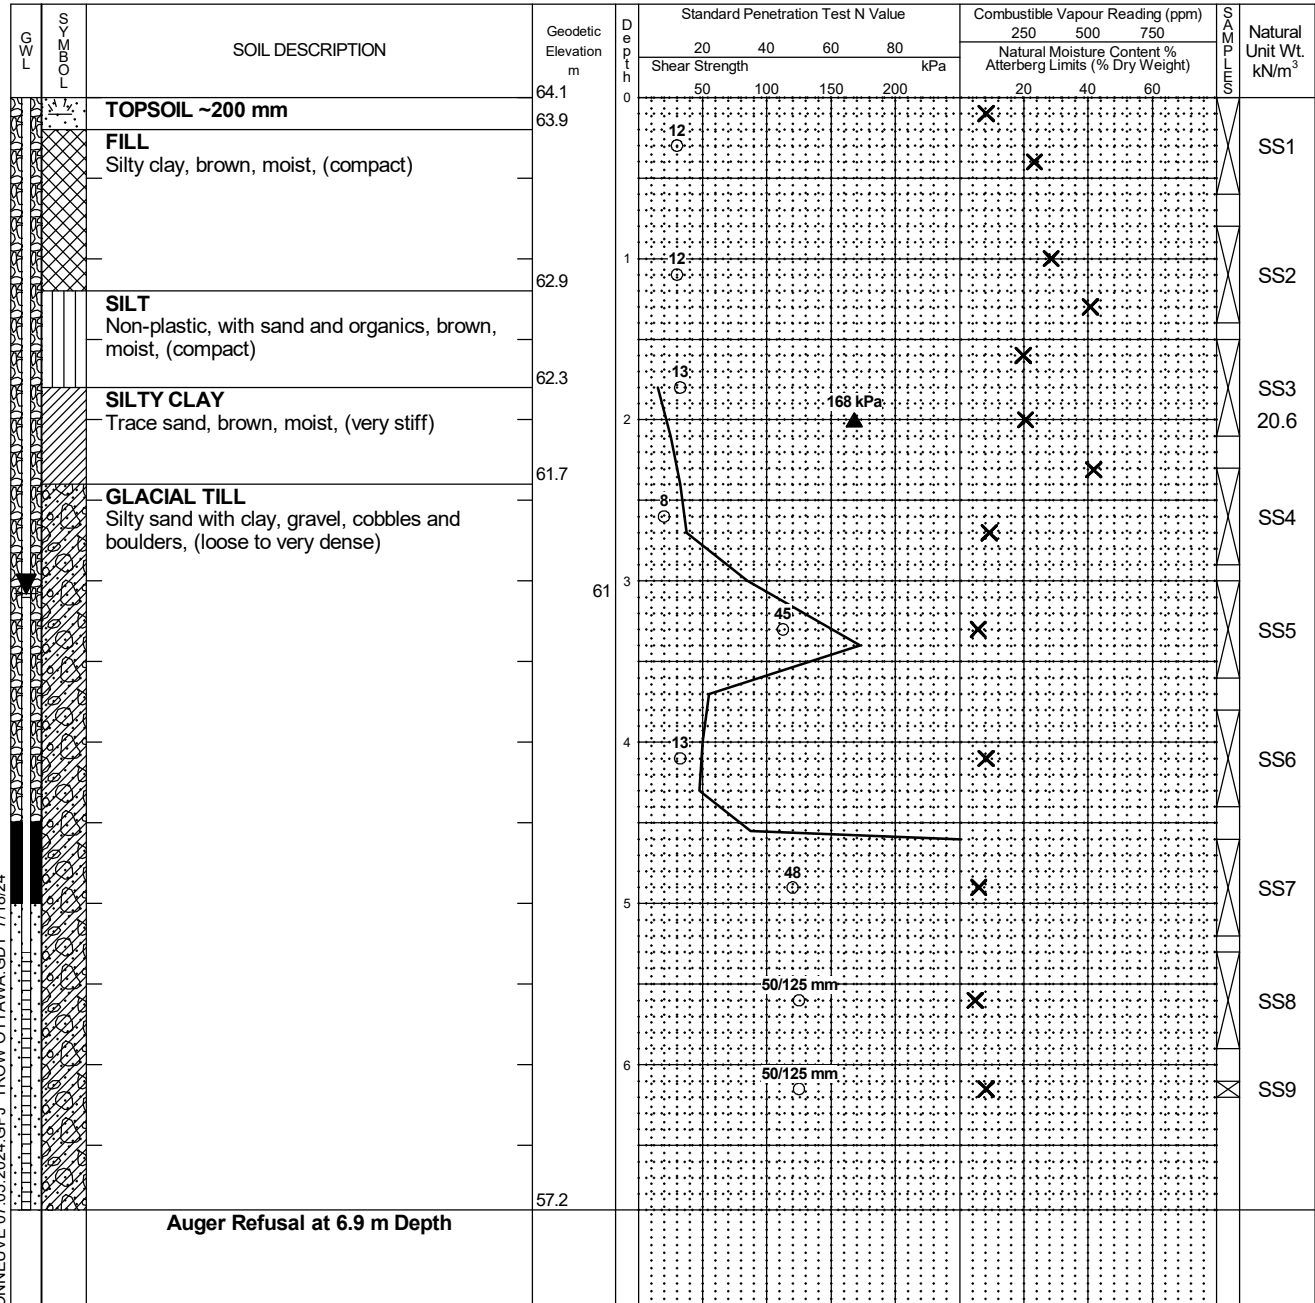 GWL
SYMBOL
SOIL DESCRIPTION
Geodetic
Elevation
m
Depth
Standard Penetration Test N Value
20 40 60 80
Shear Strength kPa
50 100 150 200
Combustible Vapour Reading (ppm)
250 500 750
Natural Moisture Content %
Atterberg Limits (% Dry Weight)
20 40 60
SAMPLES
Natural
Unit Wt.
kN/m³
64.1
0
TOPSOIL ~200 mm
63.9
FILL
Silty clay, brown, moist, (compact)
12
SS1
1
12
SS2
62.9
SILT
Non-plastic, with sand and organics, brown,
moist, (compact)
62.3
13
SS3
SILTY CLAY
Trace sand, brown, moist, (very stiff)
168 kPa
2
20.6
61.7
GLACIAL TILL
Silty sand with clay, gravel, cobbles and
boulders, (loose to very dense)
8
SS4
3
61
45
SS5
4
13
SS6
48
SS7
5
50/125 mm
SS8
6
50/125 mm
SS9
57.2
Auger Refusal at 6.9 m Depth